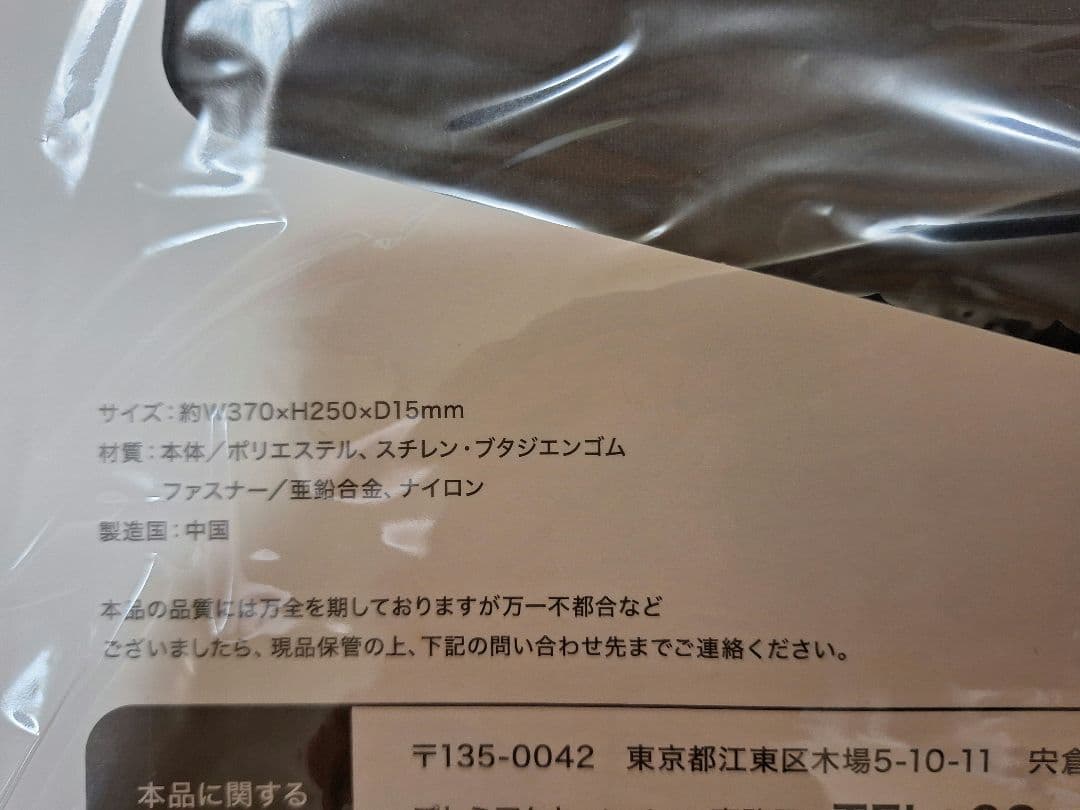 サイズ：約W370×H250×D15mm
材質：本体／ポリエステル、スチレン・ブタジエンゴム
ファスナー／亜鉛合金、ナイロン
製造国：中国
本品の品質には万全を期しておりますが万一不都合など
ございましたら、現品保管の上、下記の問い合わせ先までご連絡ください。
本品に関する
〒135-0042 東京都江東区木場5-10-11 宍倉